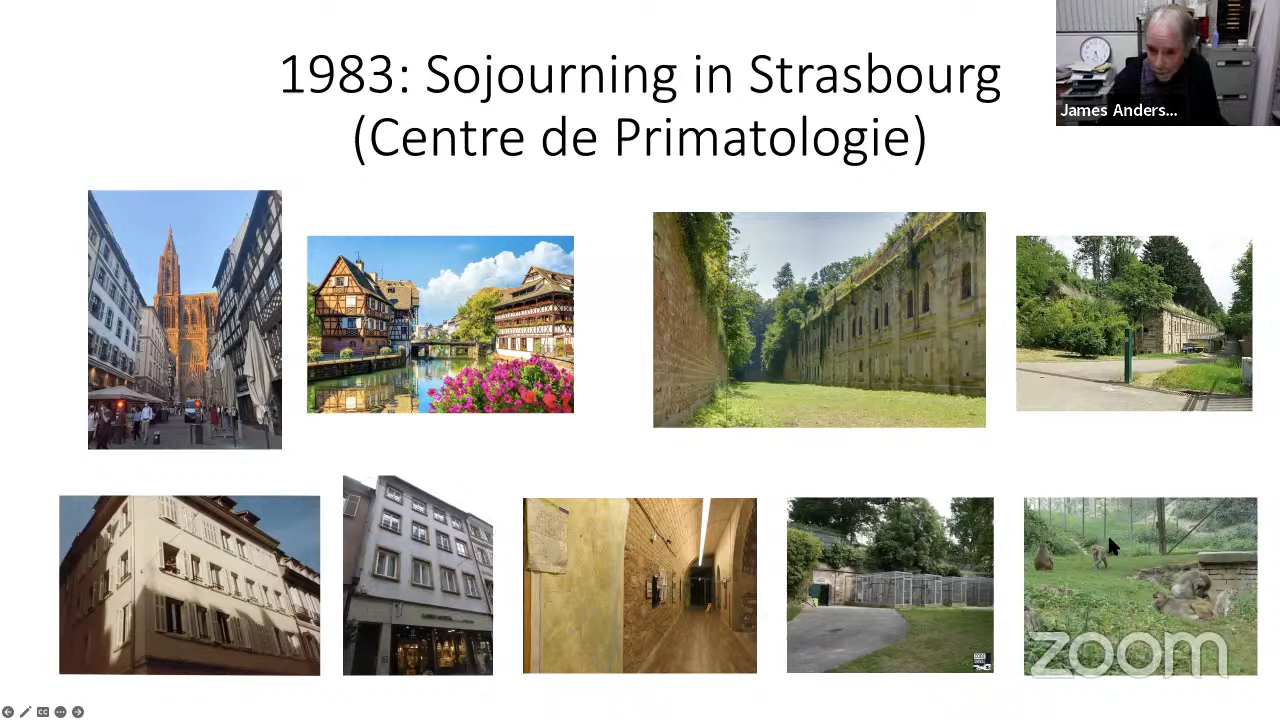 1983: Sojourning in Strasbourg
(Centre de Primatologie)
James Anders...
zoom